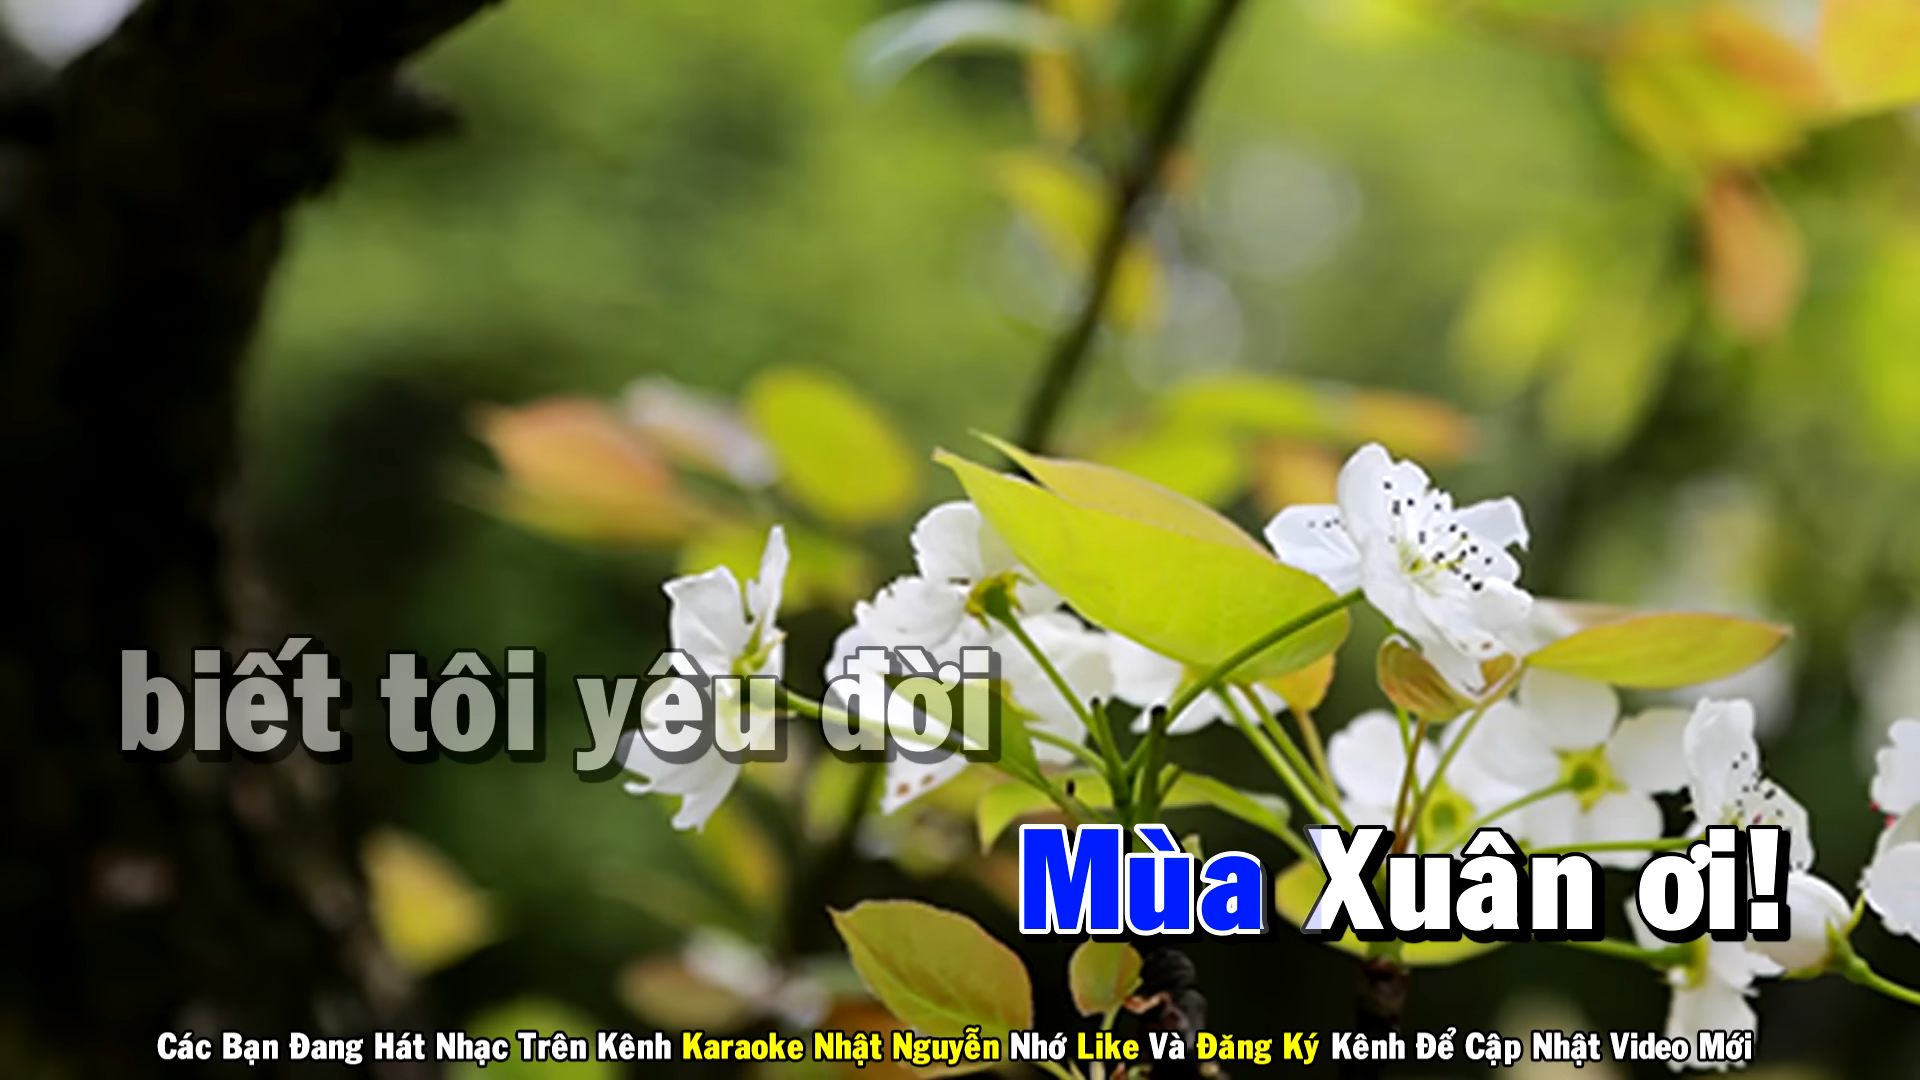 biết tôi yêu đời
Mùa Xuân ơi!
Các Bạn Đang Hát Nhạc Trên Kênh Karaoke Nhật Nguyễn Nhớ Like Và Đăng Ký Kênh Để Cập Nhật Video Mới